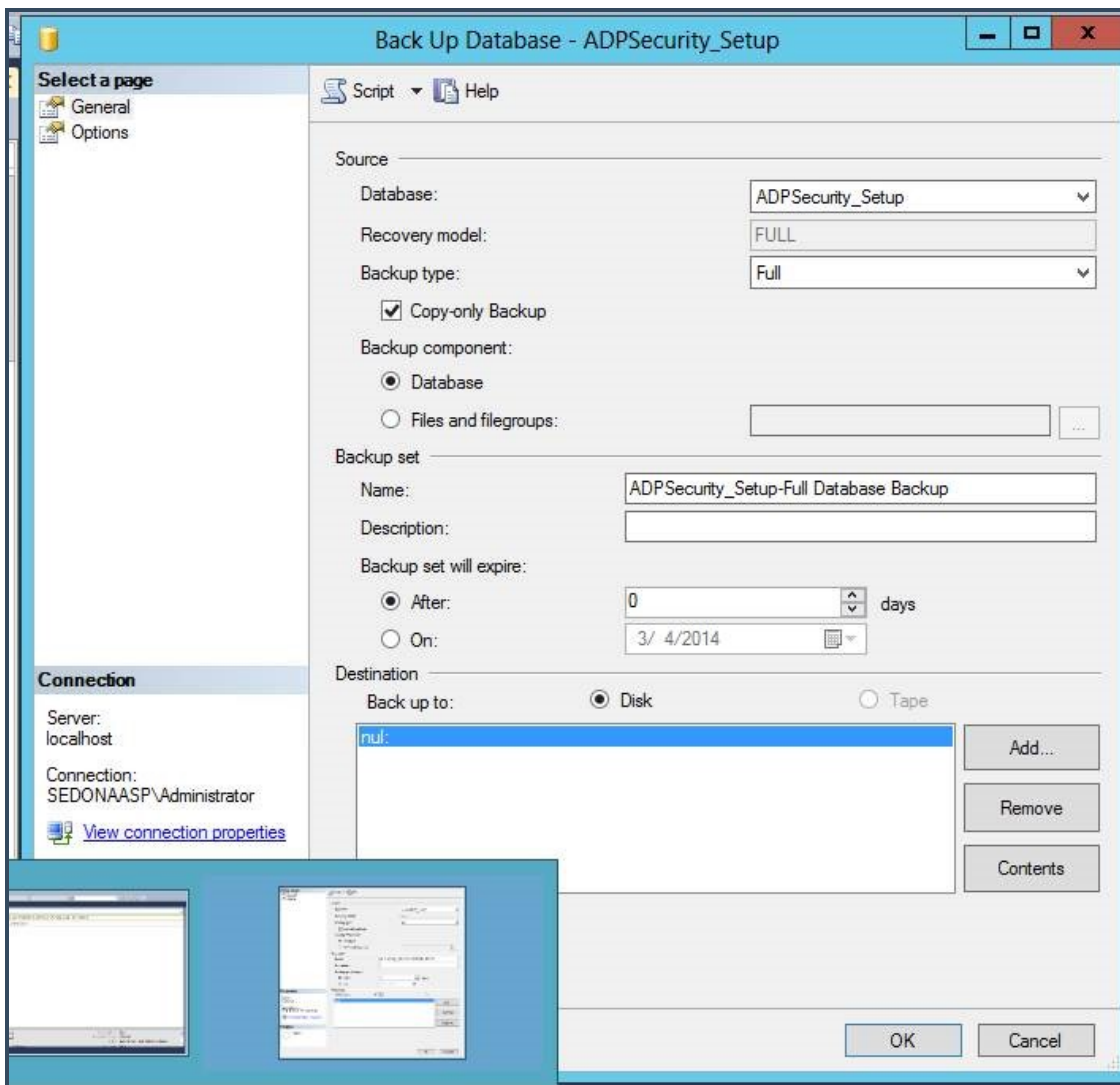 Back Up Database - ADPSecurity_Setup
Select a page
General
Options
Script
Help
Source
Database:
ADPSecurity_Setup
Recovery model:
FULL
Backup type:
Full
Copy-only Backup
Backup component:
Database
Files and filegroups:
...
Backup set
Name:
ADPSecurity_Setup-Full Database Backup
Description:
Backup set will expire:
After:
0
days
On:
3/ 4/2014
Destination
Back up to:
Disk
Tape
nul:
Add...
Remove
Contents
Connection
Server:
localhost
Connection:
SEDONAASP\Administrator
View connection properties
OK
Cancel